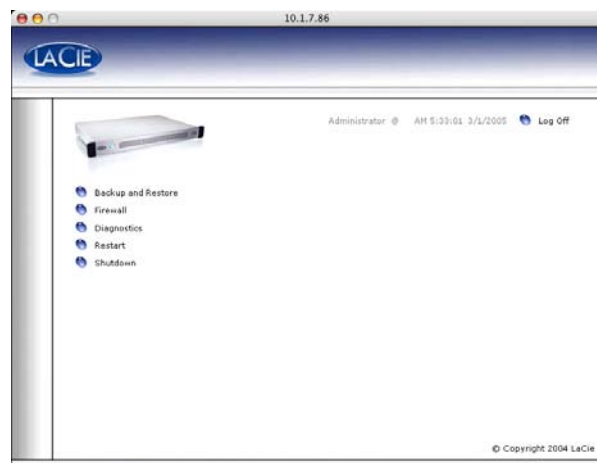 10.1.7.86
LACIE
Administrator @ AM 5:33:01 3/1/2005 Log Off
Backup and Restore
Firewall
Diagnostics
Restart
Shutdown
© Copyright 2004 LaCie